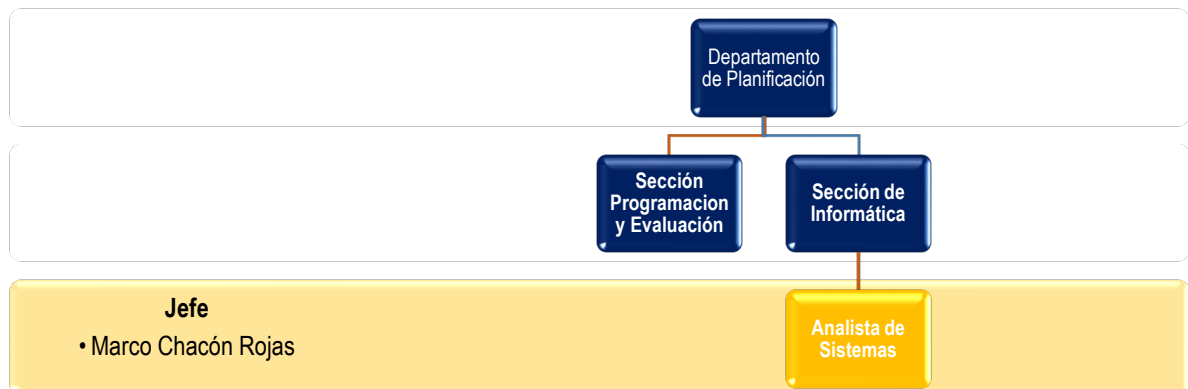 Departamento
de Planificación
Sección
Programacion
y Evaluación
Sección de
Informática
Jefe
• Marco Chacón Rojas
Analista de
Sistemas